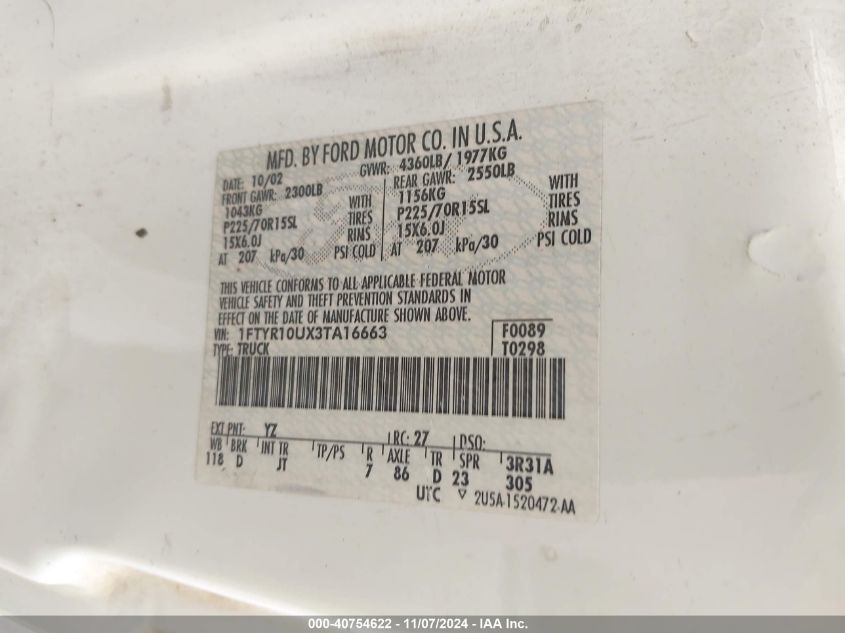 MFD. BY FORD MOTOR CO. IN U.S.A.
DATE: 10/02 GVWR: 4360LB/ 1977KG
FRONT GAWR: 2300LB REAR GAWR: 2550LB
1043KG WITH 1156KG WITH
P225/70R15SL TIRES P225/70R15SL TIRES
15X6.0J RIMS 15X6.0J RIMS
AT 207 kPa/30 PSI COLD AT 207 kPa/30 PSI COLD
THIS VEHICLE CONFORMS TO ALL APPLICABLE FEDERAL MOTOR
VEHICLE SAFETY AND THEFT PREVENTION STANDARDS IN
EFFECT ON THE DATE OF MANUFACTURE SHOWN ABOVE.
VIN: 1FTYR10UX3TA16663 F0089
TYPE: TRUCK T0298
EXT PNT: YZ RC: 27 DSO:
WB BRK INT TR TP/PS R AXLE TR SPR 3R31A
118 D JT 7 86 D 23 305
UTC ▽ 2U5A-1520472-AA
000-40754622 - 11/07/2024 - IAA Inc.